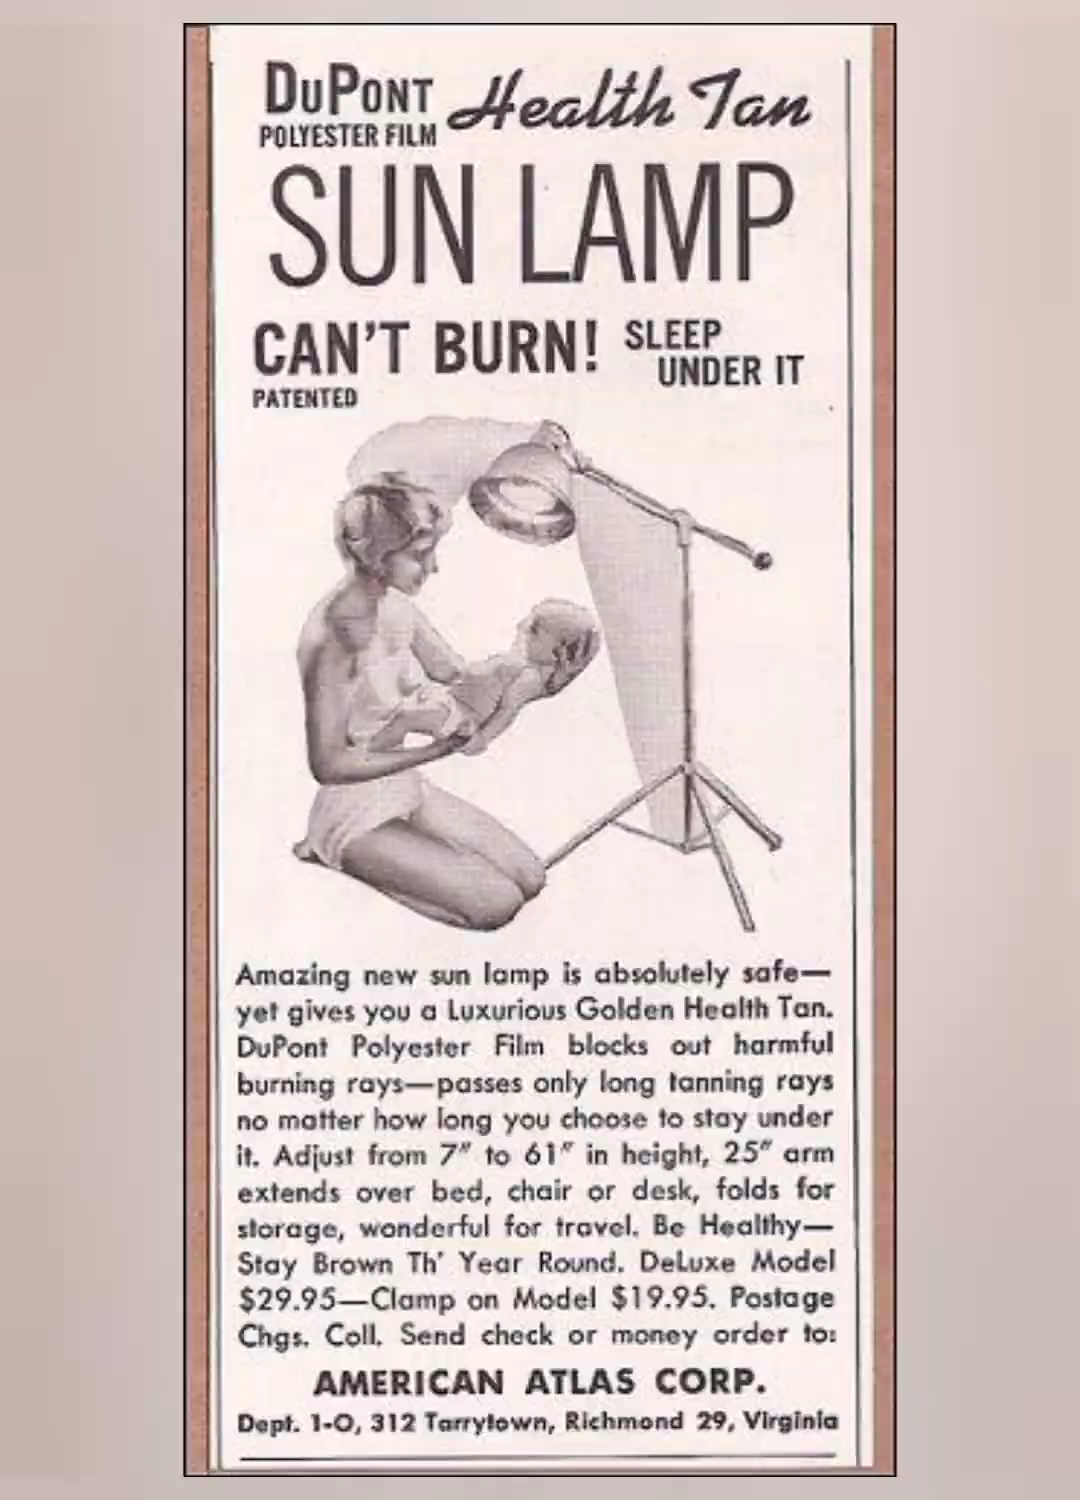 DuPont Health Tan
POLYESTER FILM
SUN LAMP
CAN'T BURN! SLEEP
UNDER IT
PATENTED
Amazing new sun lamp is absolutely safe—
yet gives you a Luxurious Golden Health Tan.
DuPont Polyester Film blocks out harmful
burning rays—passes only long tanning rays
no matter how long you choose to stay under
it. Adjust from 7" to 61" in height, 25" arm
extends over bed, chair or desk, folds for
storage, wonderful for travel. Be Healthy—
Stay Brown Th' Year Round. DeLuxe Model
$29.95—Clamp on Model $19.95. Postage
Chgs. Coll. Send check or money order to:
AMERICAN ATLAS CORP.
Dept. 1-O, 312 Tarrytown, Richmond 29, Virginia